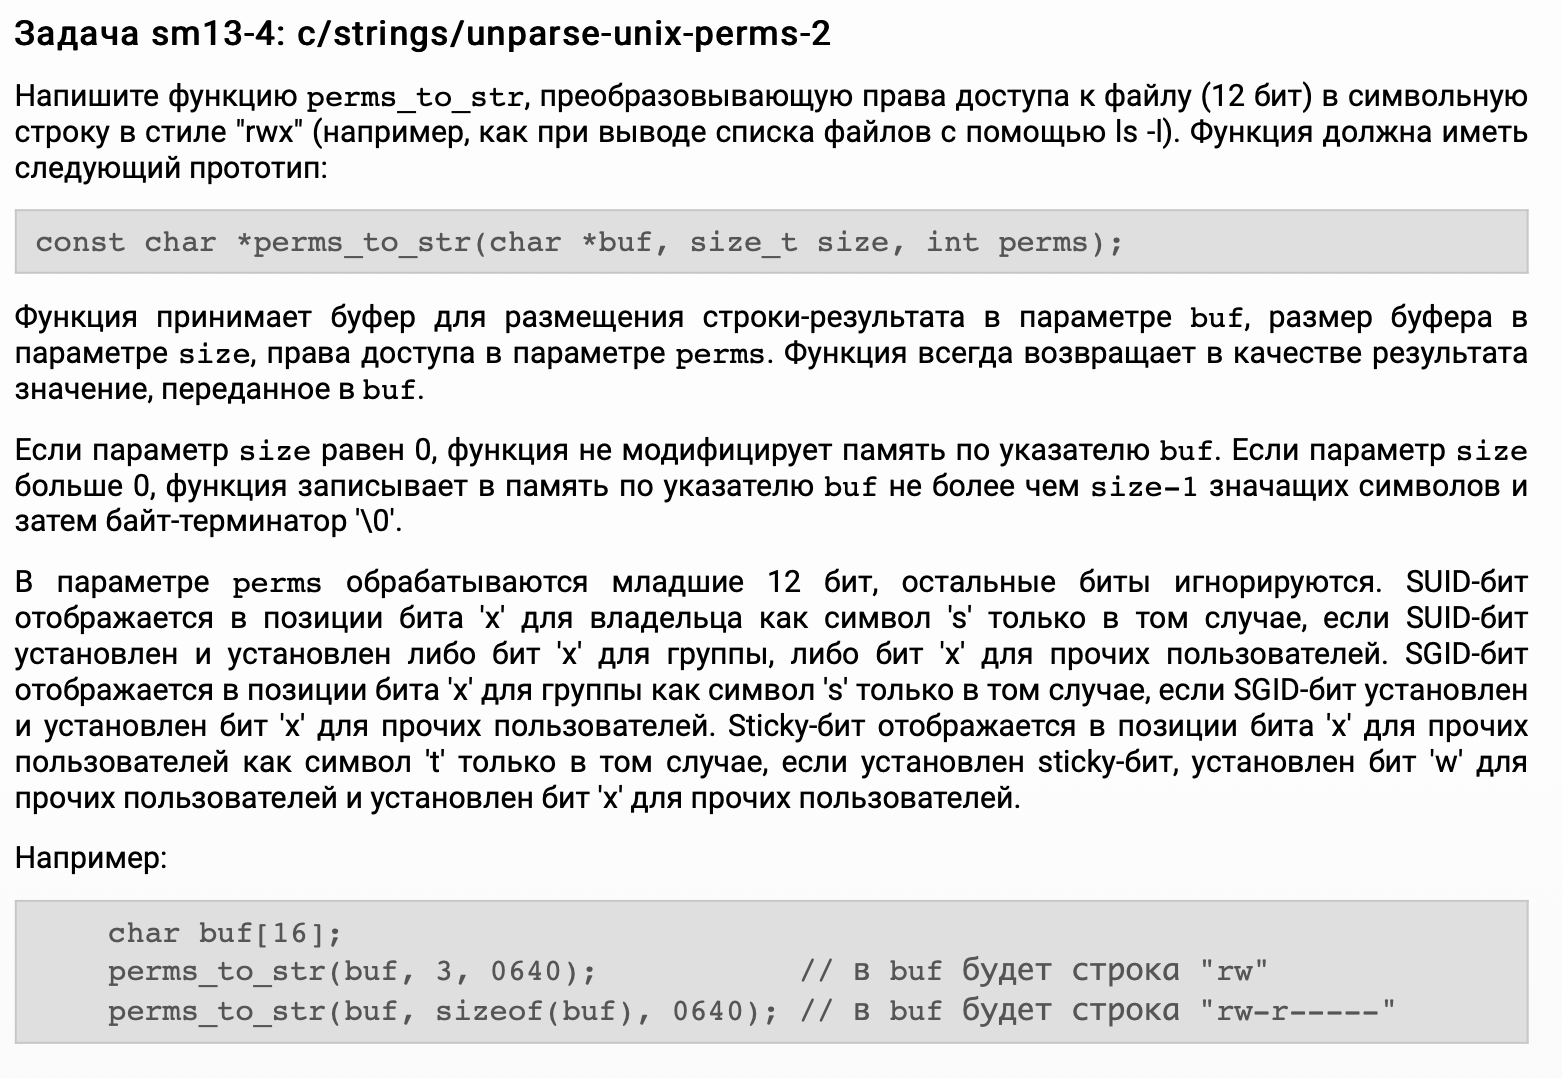 Задача sm13-4: c/strings/unparse-unix-perms-2
Напишите функцию perms_to_str, преобразовывающую права доступа к файлу (12 бит) в символьную
строку в стиле "rwx" (например, как при выводе списка файлов с помощью ls -l). Функция должна иметь
следующий прототип:
const char *perms_to_str(char *buf, size_t size, int perms);
Функция принимает буфер для размещения строки-результата в параметре buf, размер буфера в
параметре size, права доступа в параметре perms. Функция всегда возвращает в качестве результата
значение, переданное в buf.
Если параметр size равен 0, функция не модифицирует память по указателю buf. Если параметр size
больше 0, функция записывает в память по указателю buf не более чем size-1 значащих символов и
затем байт-терминатор '\0'.
В параметре perms обрабатываются младшие 12 бит, остальные биты игнорируются. SUID-бит
отображается в позиции бита 'x' для владельца как символ 's' только в том случае, если SUID-бит
установлен и установлен либо бит 'x' для группы, либо бит 'x' для прочих пользователей. SGID-бит
отображается в позиции бита 'x' для группы как символ 's' только в том случае, если SGID-бит установлен
и установлен бит 'x' для прочих пользователей. Sticky-бит отображается в позиции бита 'x' для прочих
пользователей как символ 't' только в том случае, если установлен sticky-бит, установлен бит 'w' для
прочих пользователей и установлен бит 'x' для прочих пользователей.
Например:
char buf[16];
perms_to_str(buf, 3, 0640); // в buf будет строка "rw"
perms_to_str(buf, sizeof(buf), 0640); // в buf будет строка "rw-r-----"